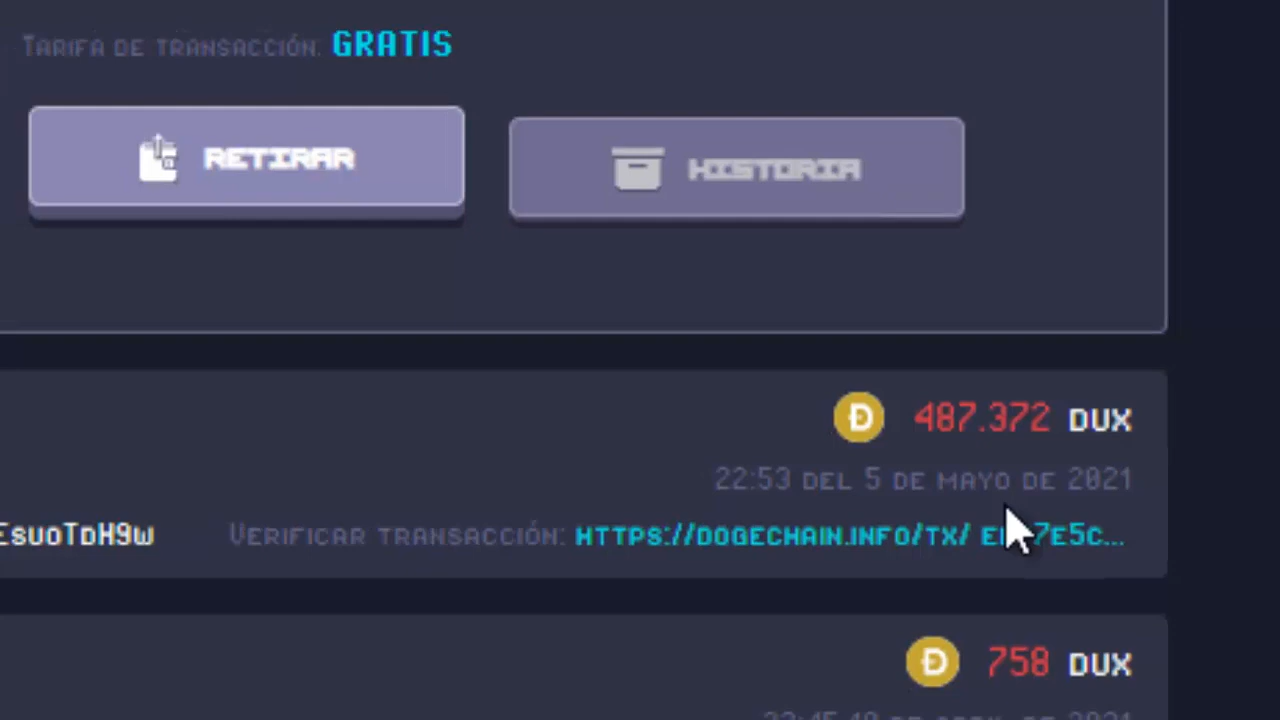 Tarifa de transacción: GRATIS
RETIRAR
HISTORIA
487.372 DUX
22:53 del 5 de mayo de 2021
EsuoTdH9w Verificar transacción: https://dogechain.info/tx/
758 DUX